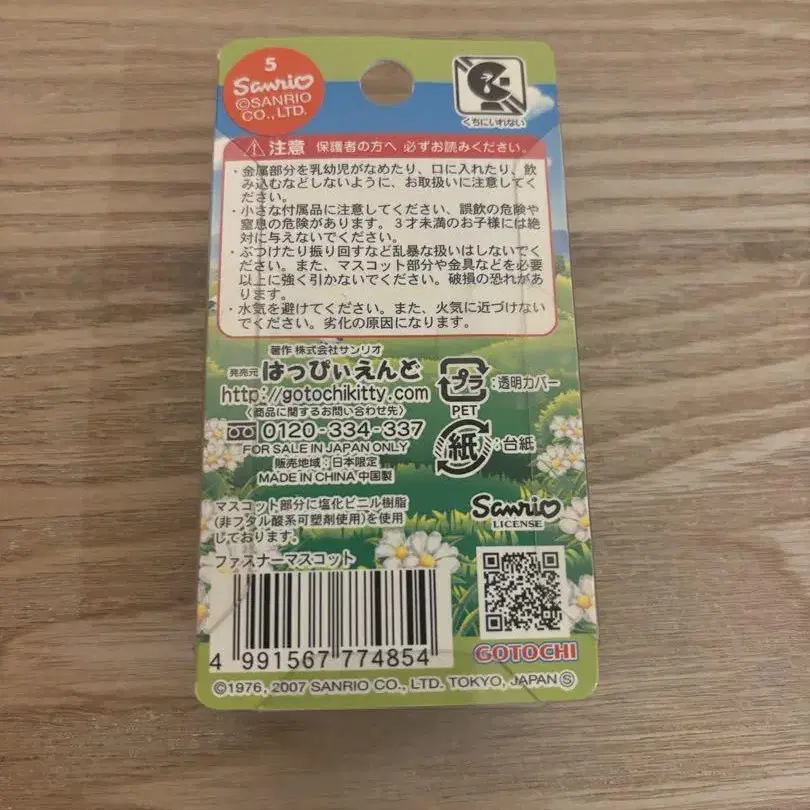 5
Sanrio
©SANRIO
CO., LTD.
くちにいれない
注意 保護者の方へ 必ずお読みください。
・金属部分を乳幼児がなめたり、口に入れたり、飲
み込むなどしないように、お取扱いに注意してく
ださい。
・小さな付属品に注意してください、誤飲の危険や
窒息の危険があります。３才未満のお子様には絶
対に与えないでください。
・ぶつけたり振り回すなど乱暴な扱いはしないでく
ださい。また、マスコット部分や金具などを必要
以上に強く引かないでください。破損の恐れがあ
ります。
・水気を避けてください。また、火気に近づけない
でください。劣化の原因になります。
著作 株式会社サンリオ
発売元 はっぴぃえんど
http://gotochikitty.com
〈商品に関するお問い合わせ先〉
0120-334-337
FOR SALE IN JAPAN ONLY
販売地域：日本限定
MADE IN CHINA 中国製
プラ：透明カバー
PET
紙：台紙
マスコット部分に塩化ビニル樹脂
(非フタル酸系可塑剤使用)を使用
しております。
ファスナーマスコット
Sanrio
LICENSE
4 991567 774854
GOTOCHI
©1976, 2007 SANRIO CO., LTD. TOKYO, JAPAN Ⓢ